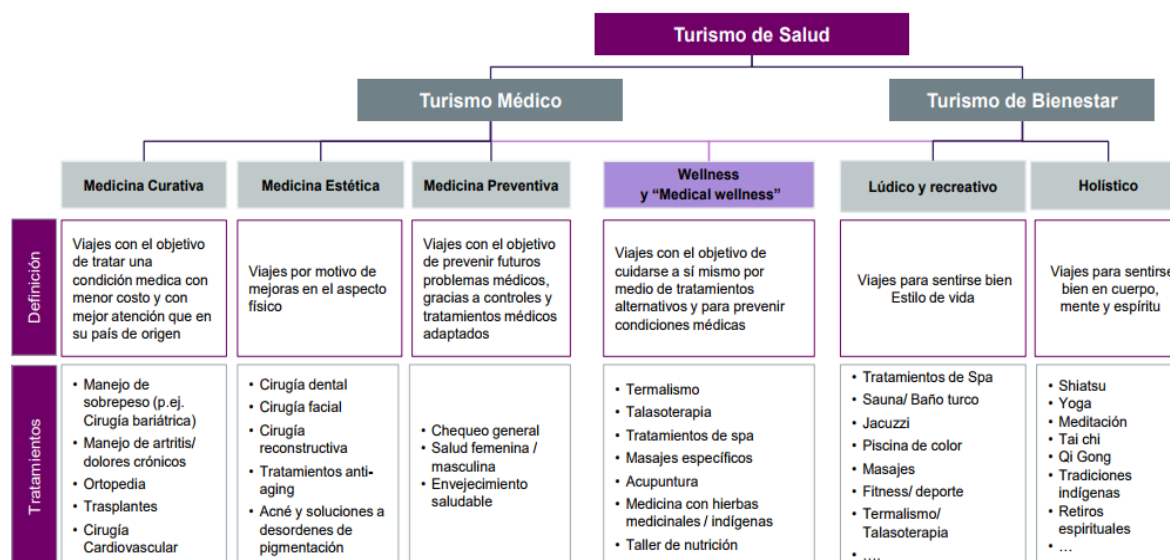 Turismo de Salud
Turismo Médico
Turismo de Bienestar
Medicina Curativa
Medicina Estética
Medicina Preventiva
Wellness
y “Medical wellness”
Lúdico y recreativo
Holístico
Definición
Viajes con el objetivo
de tratar una
condición medica con
menor costo y con
mejor atención que en
su país de origen
Viajes por motivo de
mejoras en el aspecto
físico
Viajes con el objetivo
de prevenir futuros
problemas médicos,
gracias a controles y
tratamientos médicos
adaptados
Viajes con el objetivo de
cuidarse a sí mismo por
medio de tratamientos
alternativos y para prevenir
condiciones médicas
Viajes para sentirse bien
Estilo de vida
Viajes para sentirse
bien en cuerpo,
mente y espíritu
Tratamientos
• Manejo de
sobrepeso (p.ej.
Cirugía bariátrica)
• Manejo de artritis/
dolores crónicos
• Ortopedia
• Trasplantes
• Cirugía
Cardiovascular
• Cirugía dental
• Cirugía facial
• Cirugía
reconstructiva
• Tratamientos anti-
aging
• Acné y soluciones a
desordenes de
pigmentación
• Chequeo general
• Salud femenina /
masculina
• Envejecimiento
saludable
• Termalismo
• Talasoterapia
• Tratamientos de spa
• Masajes específicos
• Acupuntura
• Medicina con hierbas
medicinales / indígenas
• Taller de nutrición
• Tratamientos de Spa
• Sauna/ Baño turco
• Jacuzzi
• Piscina de color
• Masajes
• Fitness/ deporte
• Termalismo/
Talasoterapia
• ....
• Shiatsu
• Yoga
• Meditación
• Tai chi
• Qi Gong
• Tradiciones
indígenas
• Retiros
espirituales
• ...